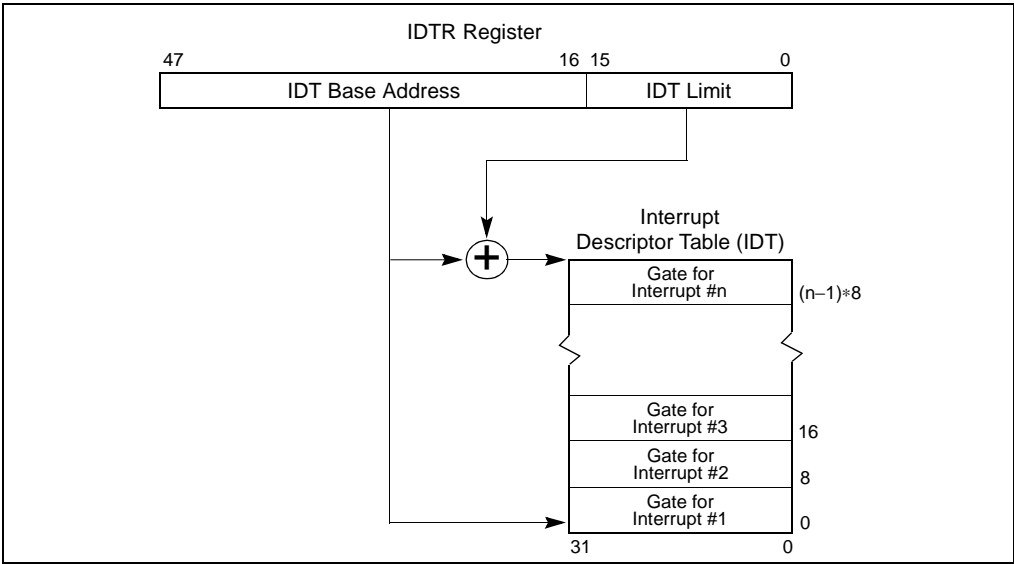 IDTR Register
47 16 15 0
IDT Base Address IDT Limit
Interrupt
Descriptor Table (IDT)
+
Gate for
Interrupt #n
(n−1)∗8
Gate for
Interrupt #3
16
Gate for
Interrupt #2
8
Gate for
Interrupt #1
0
31 0